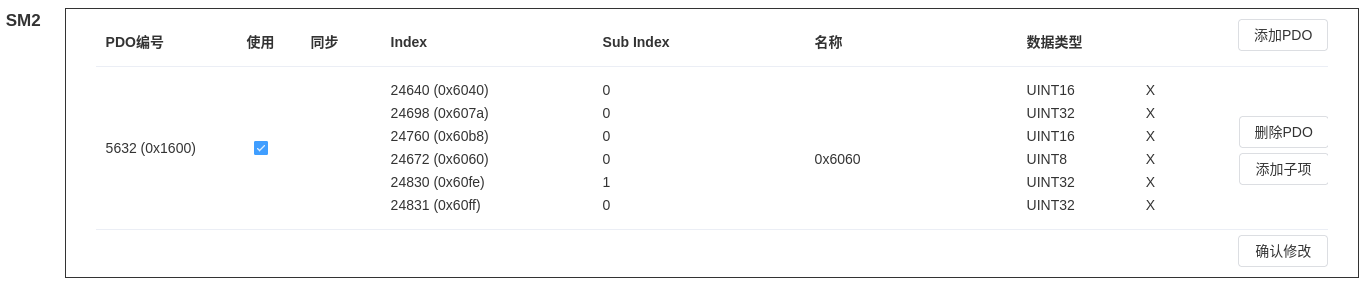 SM2
PDO编号 使用 同步 Index Sub Index 名称 数据类型 添加PDO
24640 (0x6040) 0 UINT16 X
24698 (0x607a) 0 UINT32 X
24760 (0x60b8) 0 UINT16 X 删除PDO
5632 (0x1600) 24672 (0x6060) 0 0x6060 UINT8 X 添加子项
24830 (0x60fe) 1 UINT32 X
24831 (0x60ff) 0 UINT32 X
确认修改